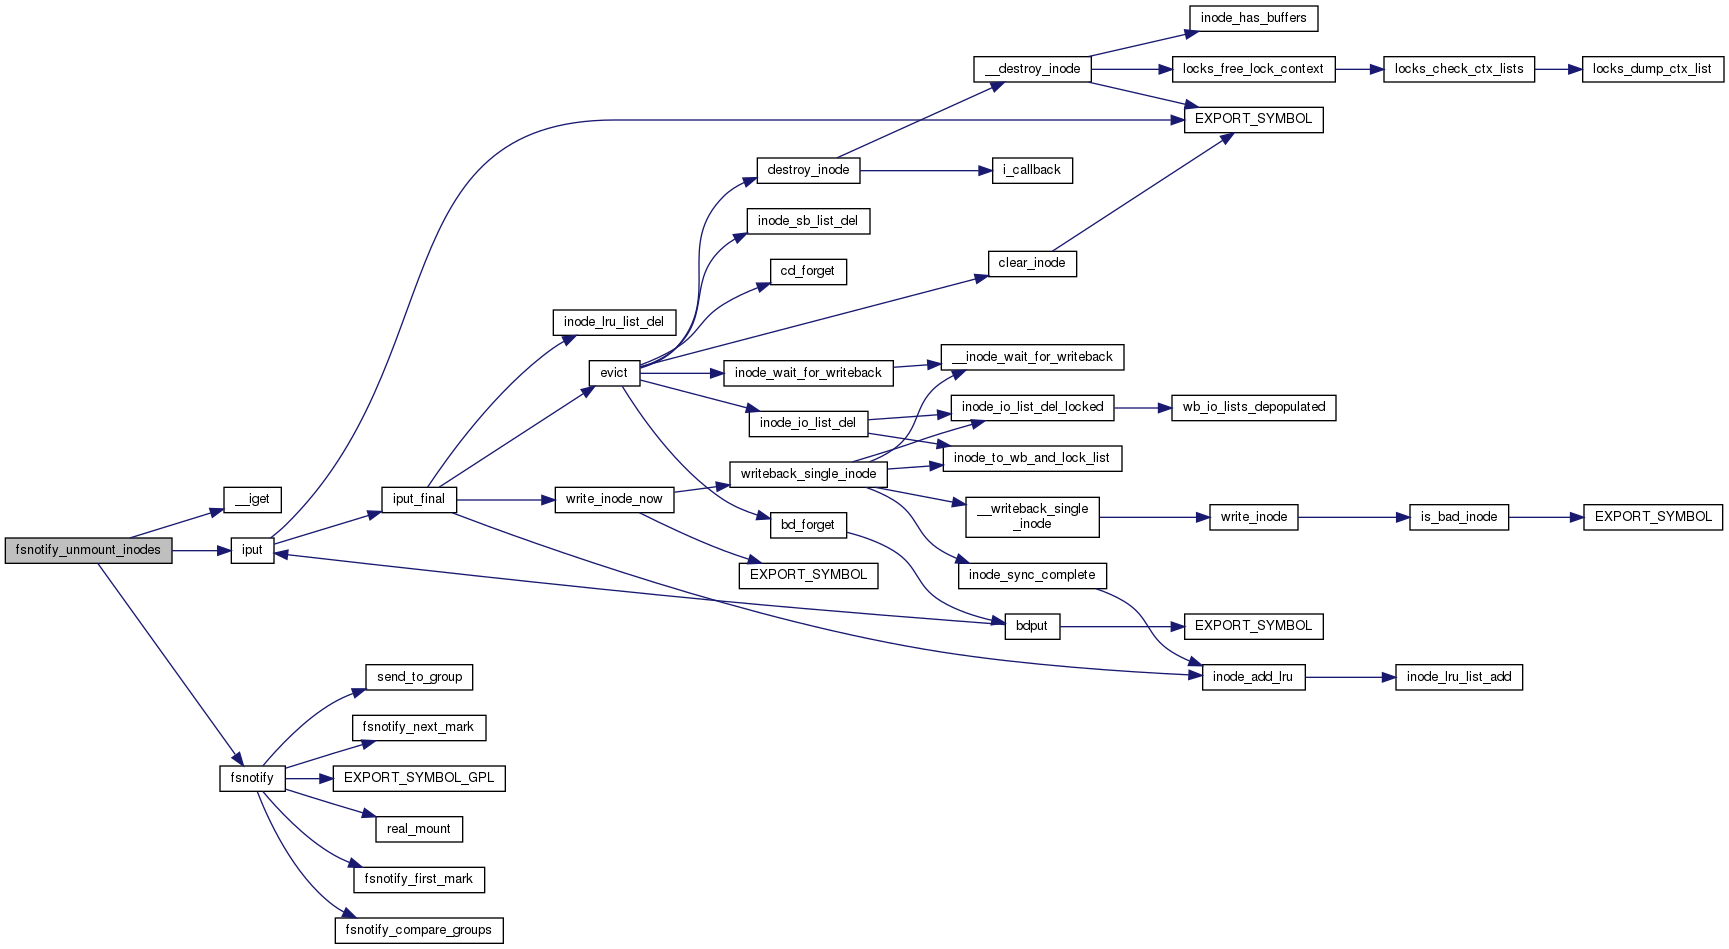 inode_has_buffers
__destroy_inode
locks_free_lock_context
locks_check_ctx_lists
locks_dump_ctx_list
EXPORT_SYMBOL
destroy_inode
i_callback
inode_sb_list_del
clear_inode
cd_forget
inode_lru_list_del
__inode_wait_for_writeback
evict
inode_wait_for_writeback
inode_io_list_del_locked
wb_io_lists_depopulated
inode_io_list_del
inode_to_wb_and_lock_list
writeback_single_inode
__iget
iput_final
write_inode_now
__writeback_single
_inode
write_inode
is_bad_inode
EXPORT_SYMBOL
fsnotify_unmount_inodes
iput
bd_forget
EXPORT_SYMBOL
inode_sync_complete
bdput
EXPORT_SYMBOL
send_to_group
inode_add_lru
inode_lru_list_add
fsnotify_next_mark
fsnotify
EXPORT_SYMBOL_GPL
real_mount
fsnotify_first_mark
fsnotify_compare_groups